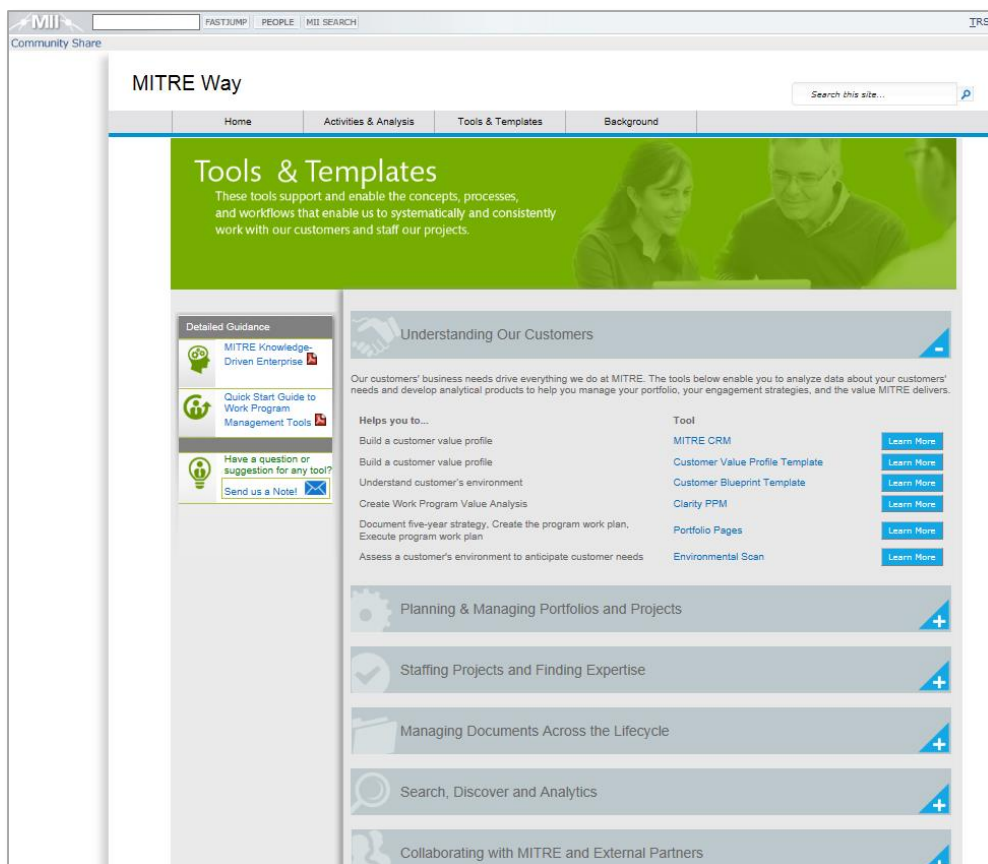 MII
FASTJUMP PEOPLE MII SEARCH
TRS
Community Share
MITRE Way
Search this site...
Home Activities & Analysis Tools & Templates Background
Tools & Templates
These tools support and enable the concepts, processes,
and workflows that enable us to systematically and consistently
work with our customers and staff our projects.
Detailed Guidance
MITRE Knowledge-
Driven Enterprise
Quick Start Guide to
Work Program
Management Tools
Have a question or
suggestion for any tool?
Send us a Note!
Understanding Our Customers
-
Our customers' business needs drive everything we do at MITRE. The tools below enable you to analyze data about your customers'
needs and develop analytical products to help you manage your portfolio, your engagement strategies, and the value MITRE delivers.
Helps you to... Tool
Build a customer value profile MITRE CRM Learn More
Build a customer value profile Customer Value Profile Template Learn More
Understand customer's environment Customer Blueprint Template Learn More
Create Work Program Value Analysis Clarity PPM Learn More
Document five-year strategy, Create the program work plan,
Execute program work plan Portfolio Pages Learn More
Assess a customer's environment to anticipate customer needs Environmental Scan Learn More
Planning & Managing Portfolios and Projects +
Staffing Projects and Finding Expertise +
Managing Documents Across the Lifecycle +
Search, Discover and Analytics +
Collaborating with MITRE and External Partners +